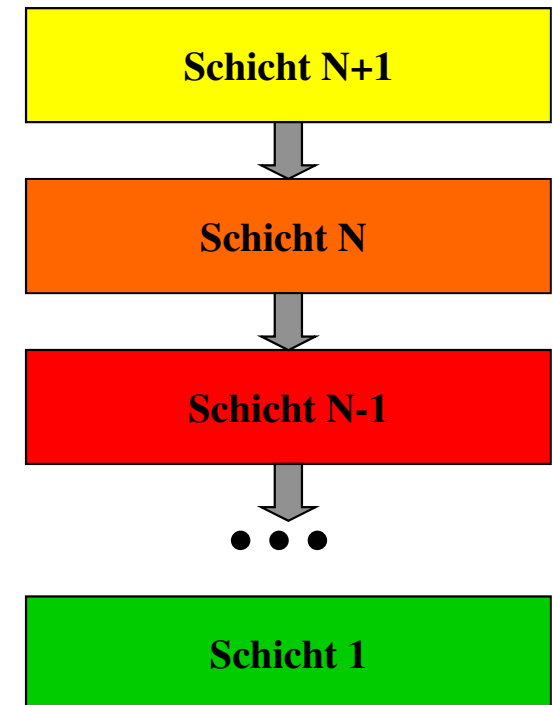 Schicht N+1
Schicht N
Schicht N-1
• • •
Schicht 1